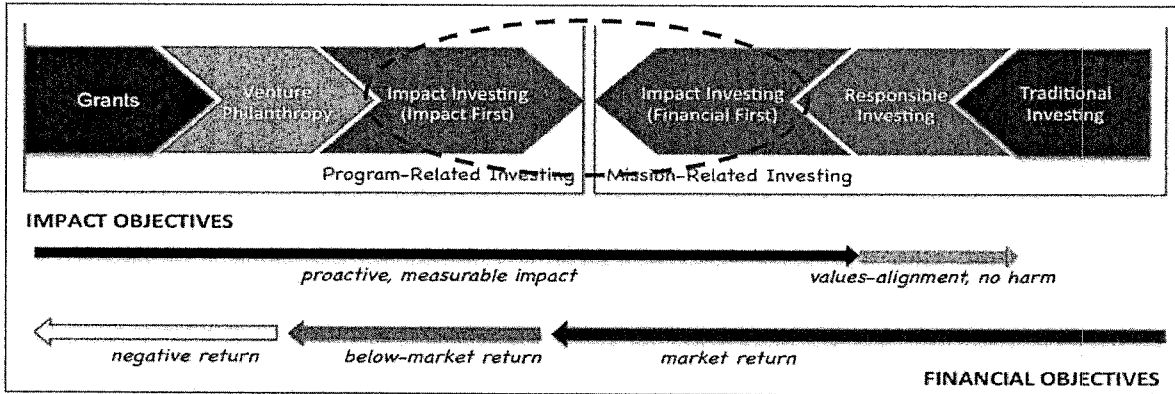 Grants
Venture
Philanthropy
Impact Investing
(Impact First)
Impact Investing
(Financial First)
Responsible
Investing
Traditional
Investing
Program-Related Investing
Mission-Related Investing
IMPACT OBJECTIVES
proactive, measurable impact
values-alignment, no harm
negative return
below-market return
market return
FINANCIAL OBJECTIVES